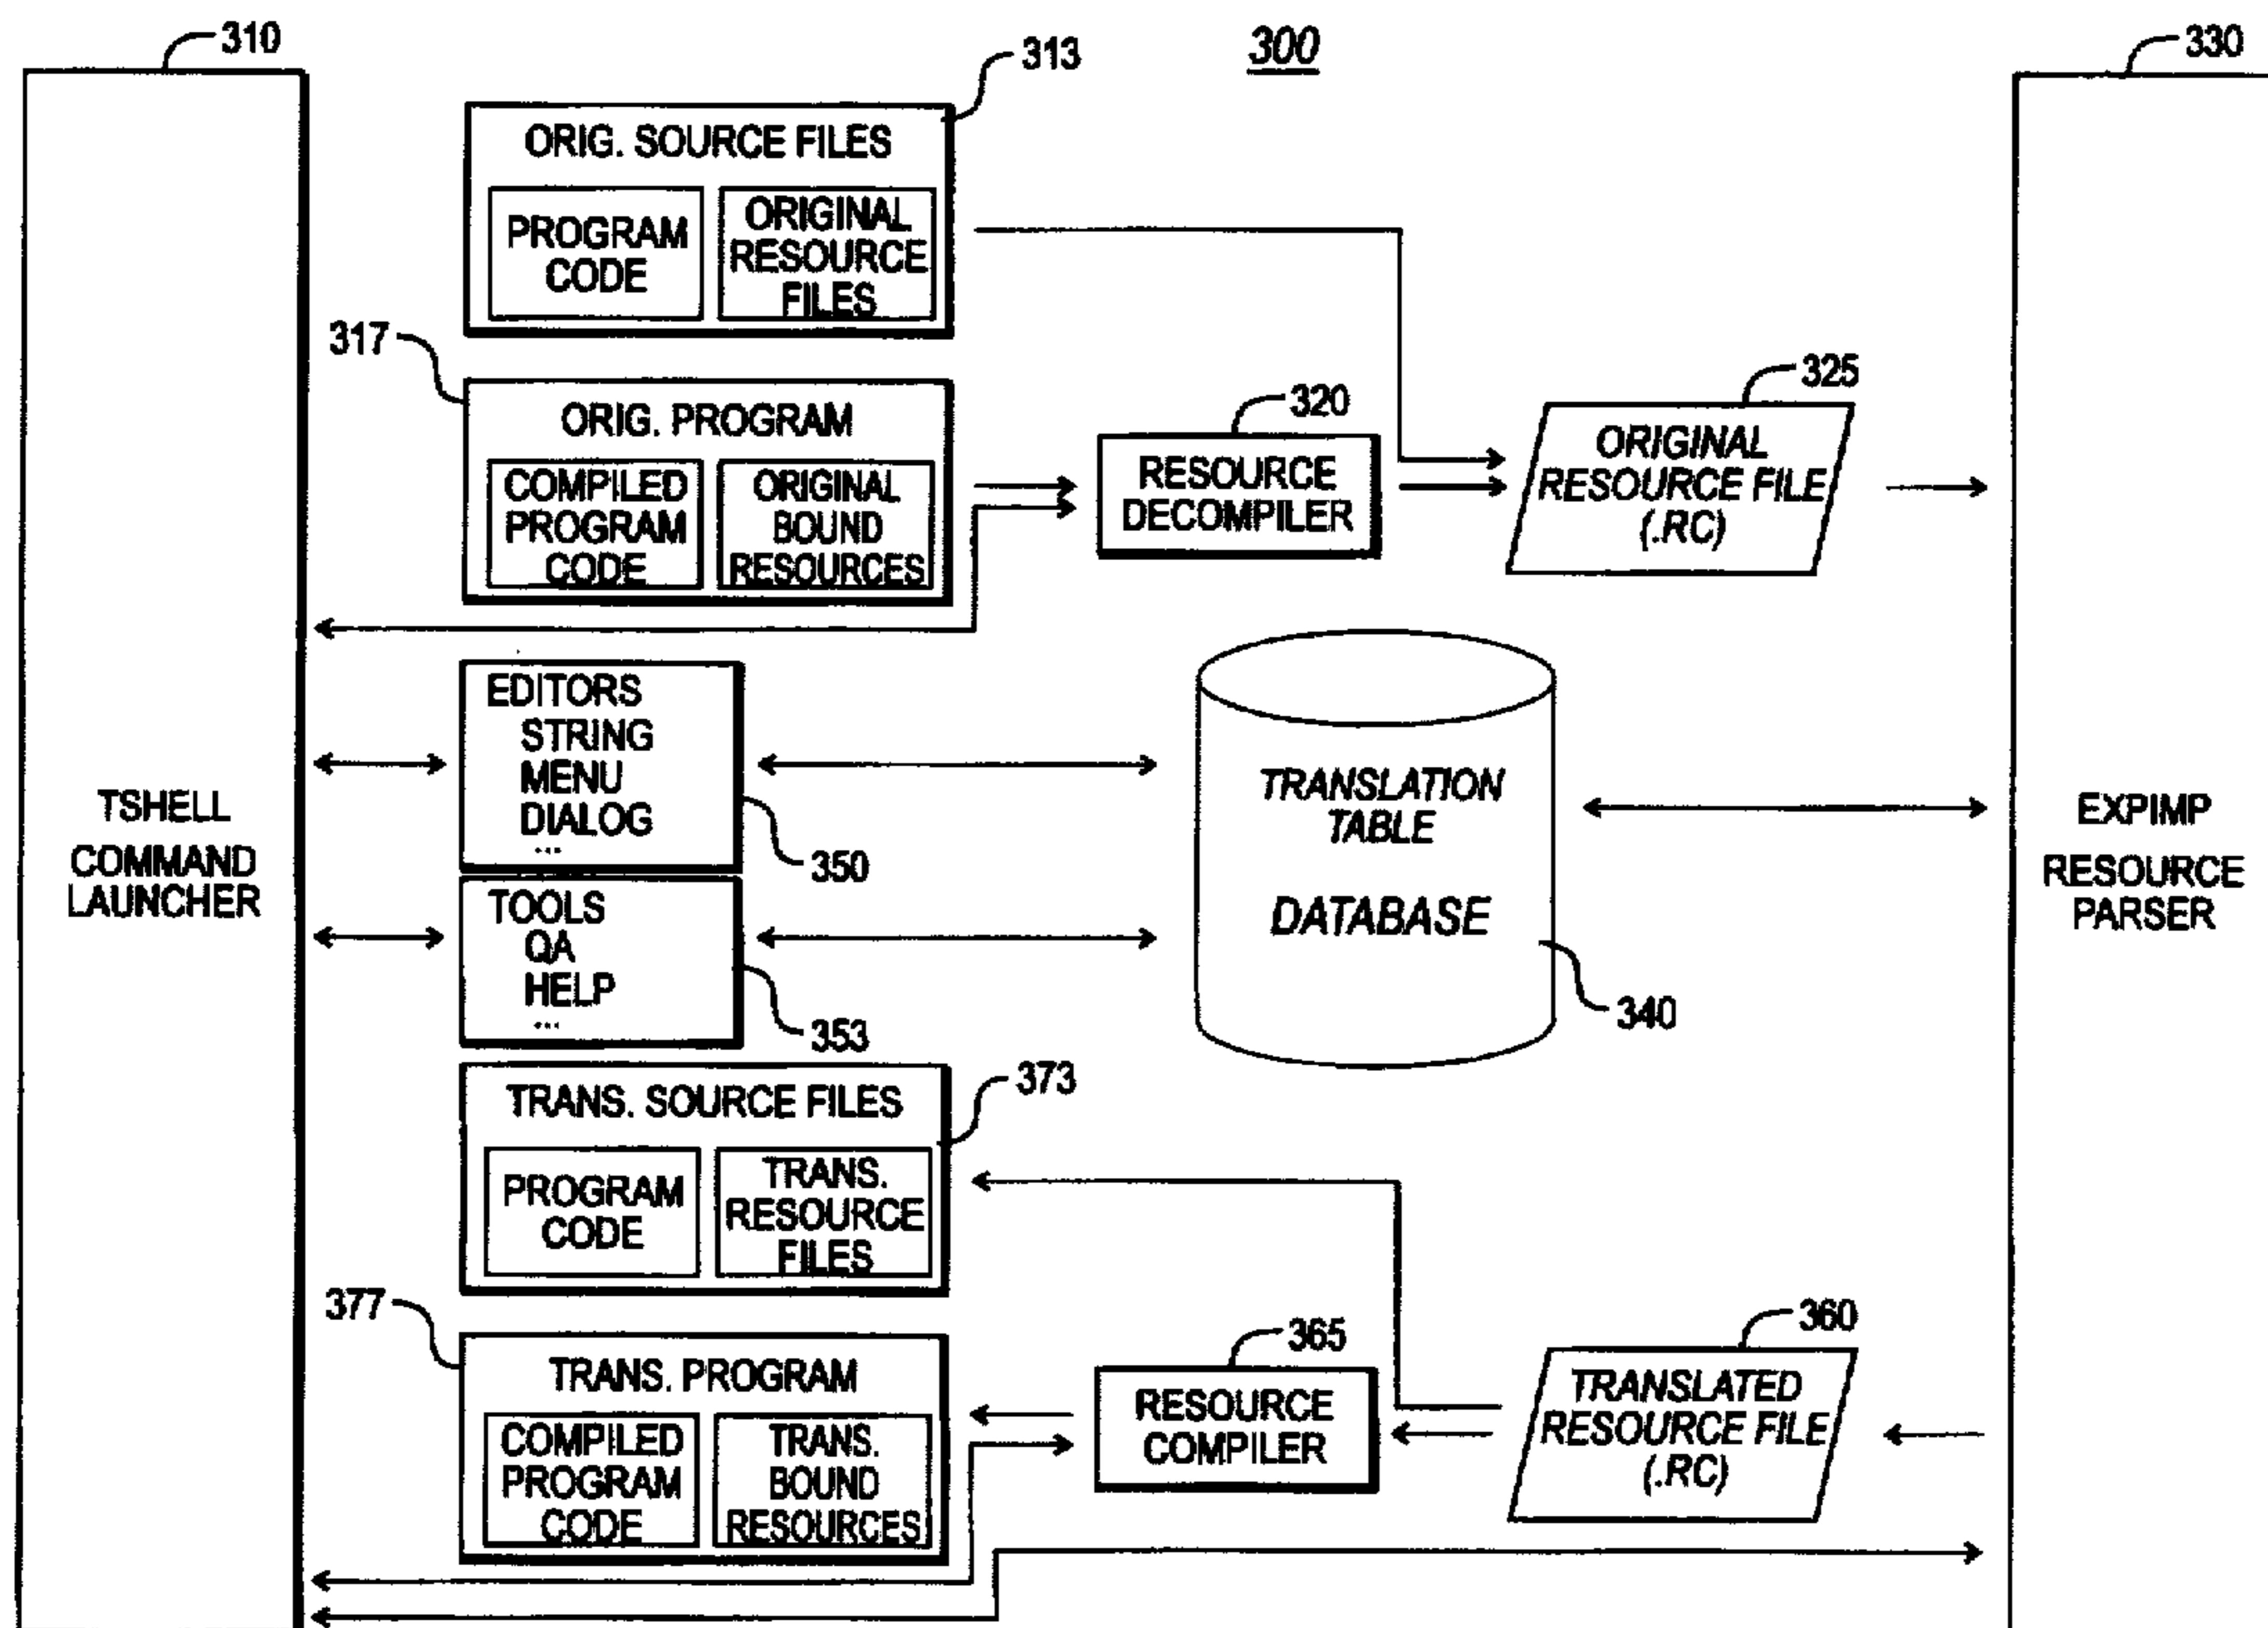 310
313
300
330
ORIG. SOURCE FILES
PROGRAM
CODE
ORIGINAL
RESOURCE
FILES
317
ORIG. PROGRAM
COMPILED
PROGRAM
CODE
ORIGINAL
BOUND
RESOURCES
320
RESOURCE
DECOMPILER
325
ORIGINAL
RESOURCE FILE
(.RC)
TSHELL
COMMAND
LAUNCHER
EDITORS
STRING
MENU
DIALOG
...
350
TOOLS
QA
HELP
...
353
TRANSLATION
TABLE
DATABASE
340
EXPIMP
RESOURCE
PARSER
373
TRANS. SOURCE FILES
PROGRAM
CODE
TRANS.
RESOURCE
FILES
377
TRANS. PROGRAM
COMPILED
PROGRAM
CODE
TRANS.
BOUND
RESOURCES
365
RESOURCE
COMPILER
360
TRANSLATED
RESOURCE FILE
(.RC)